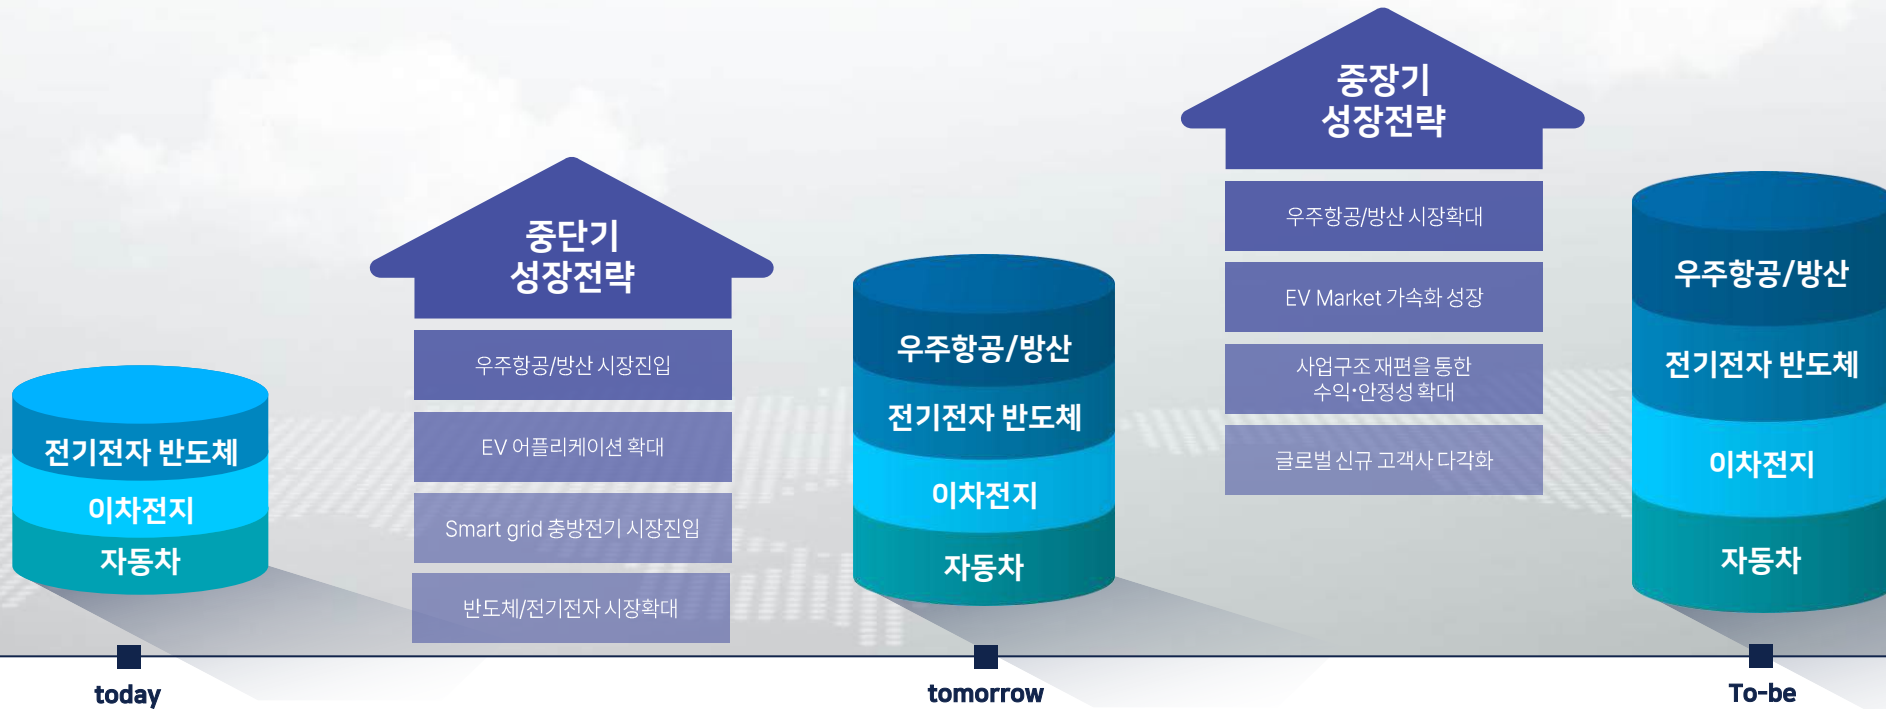 전기전자 반도체
이차전지
자동차
today
중단기
성장전략
우주항공/방산 시장진입
EV 어플리케이션 확대
Smart grid 충방전기 시장진입
반도체/전기전자 시장확대
우주항공/방산
전기전자 반도체
이차전지
자동차
tomorrow
중장기
성장전략
우주항공/방산 시장확대
EV Market 가속화 성장
사업구조 재편을 통한
수익·안정성 확대
글로벌 신규 고객사 다각화
우주항공/방산
전기전자 반도체
이차전지
자동차
To-be